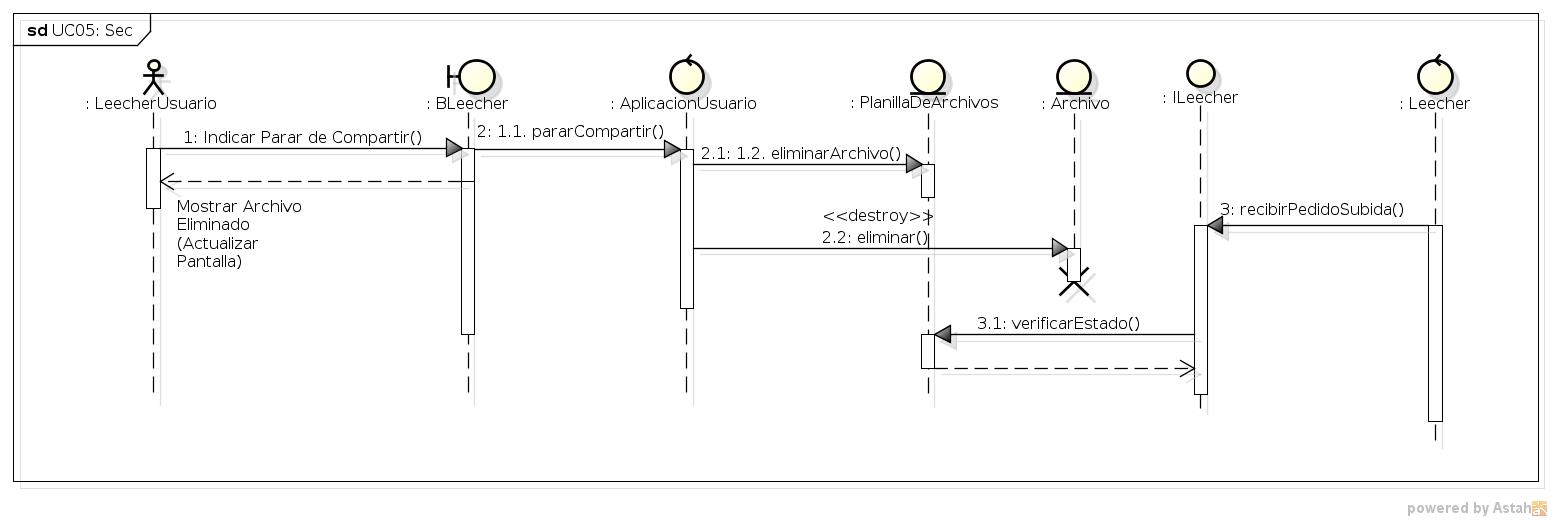 sd UC05: Sec
: LeecherUsuario
: BLeecher
: AplicacionUsuario
: PlanillaDeArchivos
: Archivo
: ILeecher
: Leecher
1: Indicar Parar de Compartir()
2: 1.1. pararCompartir()
2.1: 1.2. eliminarArchivo()
Mostrar Archivo
Eliminado
(Actualizar
Pantalla)
<<destroy>>
2.2: eliminar()
3: recibirPedidoSubida()
3.1: verificarEstado()
powered by Astah